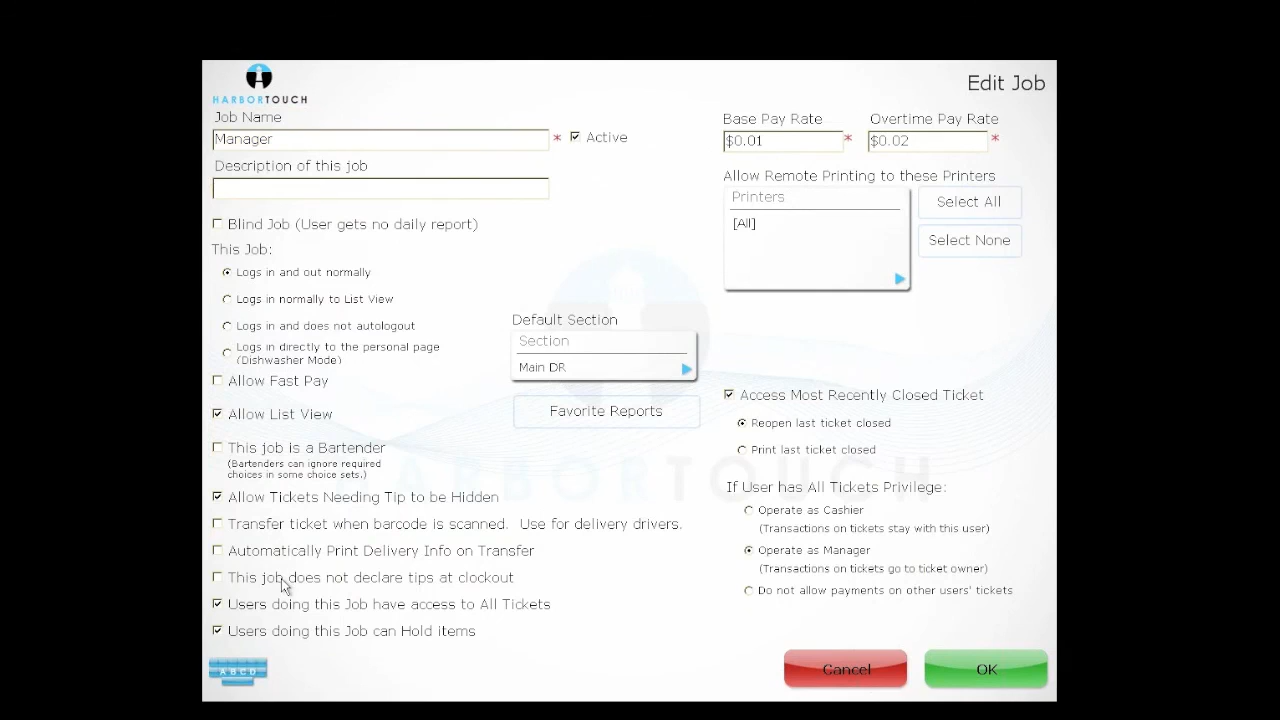 HARBORTOUCH
Edit Job
Job Name
Manager
* Active
Description of this job
Base Pay Rate
Overtime Pay Rate
$0.01 *
$0.02 *
Allow Remote Printing to these Printers
Printers
[All]
Select All
Select None
Blind Job (User gets no daily report)
This Job:
Logs in and out normally
Logs in normally to List View
Logs in and does not autologout
Logs in directly to the personal page
(Dishwasher Mode)
Default Section
Section
Main DR
Favorite Reports
Allow Fast Pay
Allow List View
This job is a Bartender
(Bartenders can ignore required
choices in some choice sets.)
Allow Tickets Needing Tip to be Hidden
Transfer ticket when barcode is scanned. Use for delivery drivers.
Automatically Print Delivery Info on Transfer
This job does not declare tips at clockout
Users doing this Job have access to All Tickets
Users doing this Job can Hold items
Access Most Recently Closed Ticket
Reopen last ticket closed
Print last ticket closed
If User has All Tickets Privilege:
Operate as Cashier
(Transactions on tickets stay with this user)
Operate as Manager
(Transactions on tickets go to ticket owner)
Do not allow payments on other users' tickets
HARBORTOUCH
ABCD
Cancel
OK